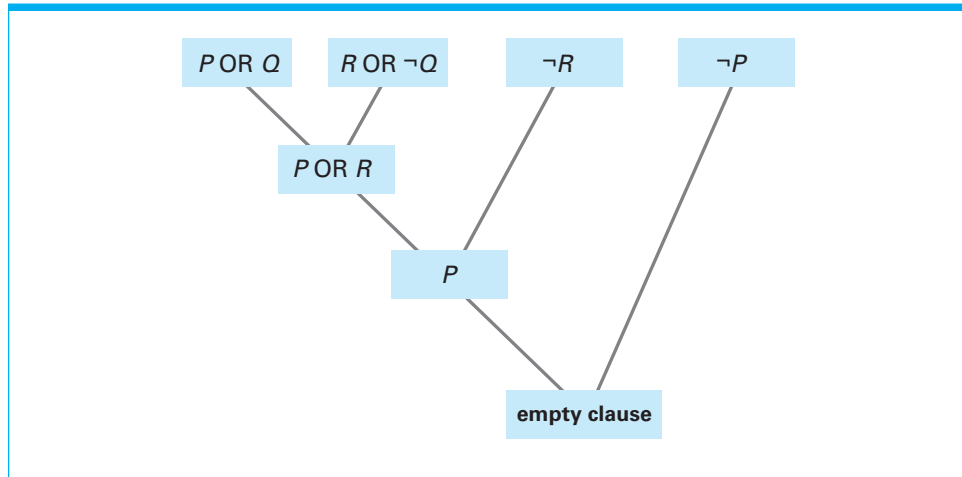 P OR Q
R OR ¬Q
¬R
¬P
P OR R
P
empty clause